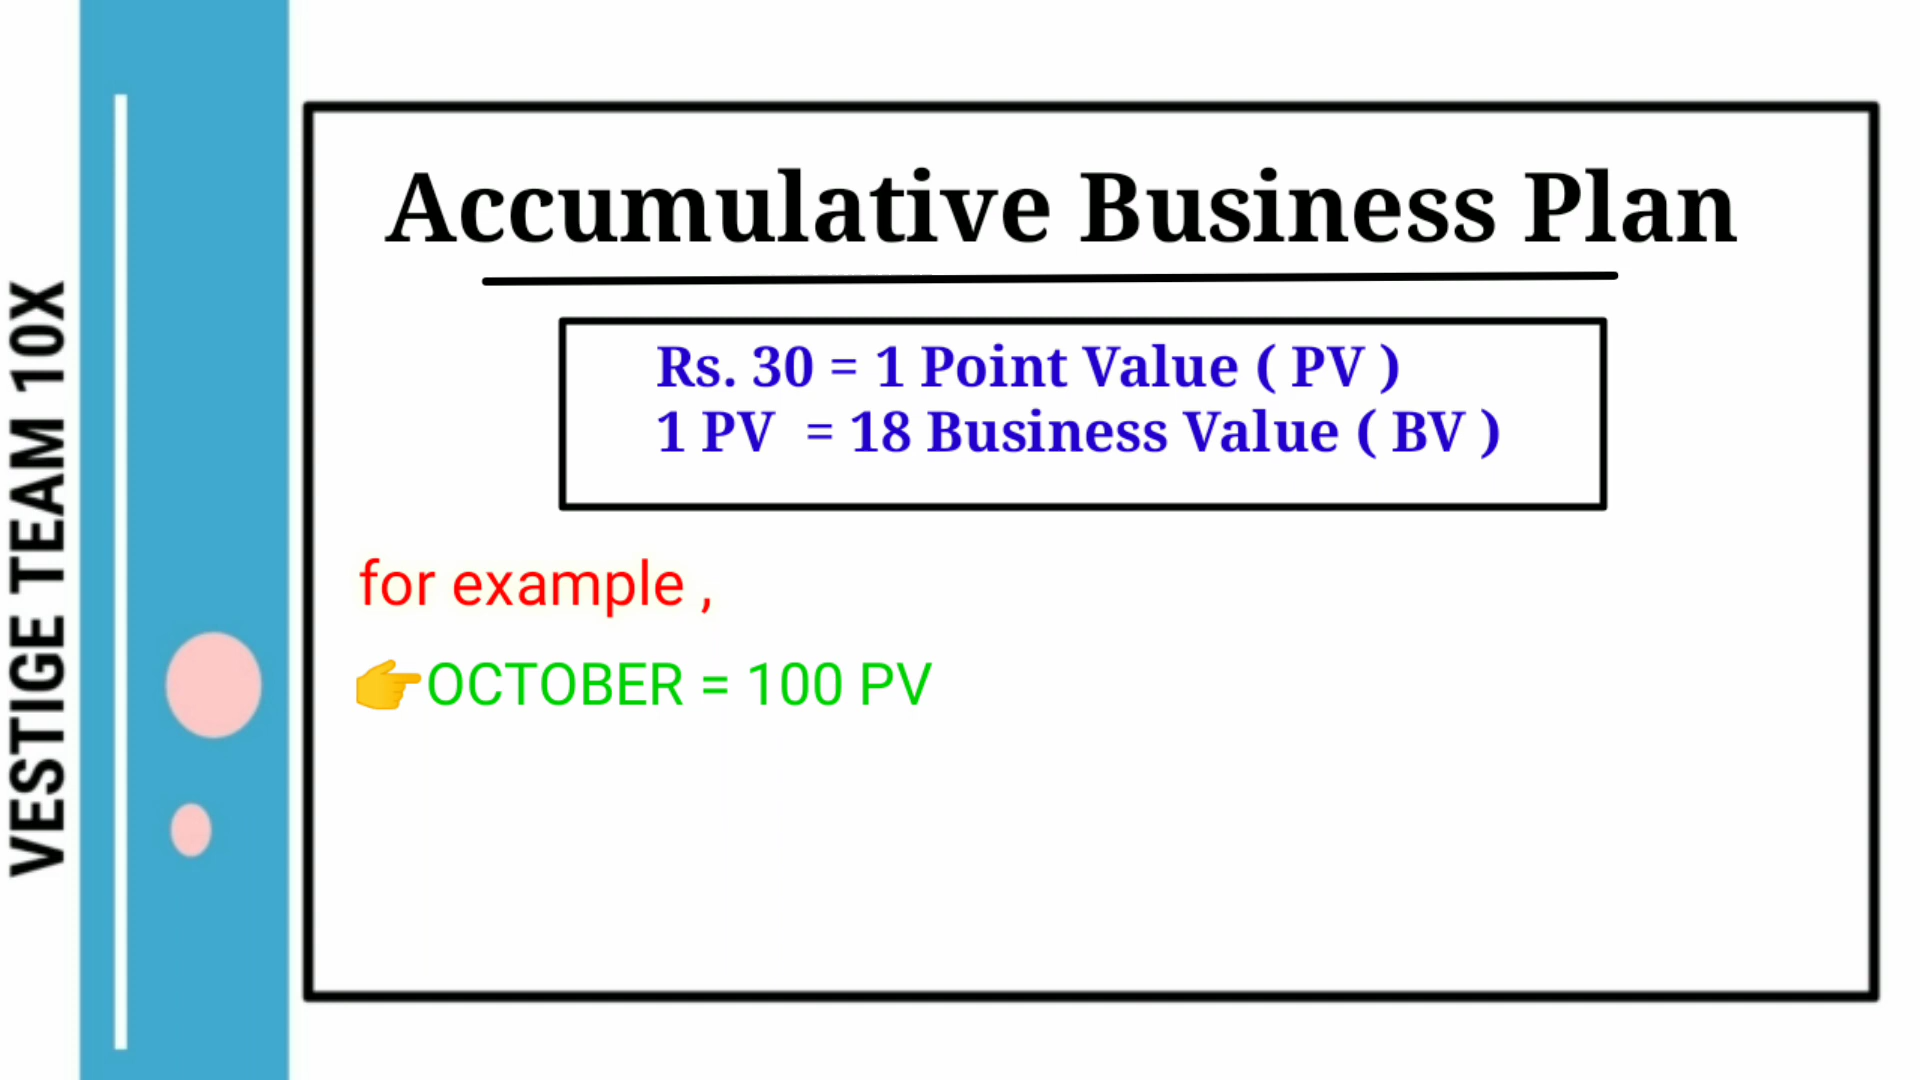 VESTIGE TEAM 10X
Accumulative Business Plan
Rs. 30 = 1 Point Value ( PV )
1 PV  = 18 Business Value ( BV )
for example ,
👉OCTOBER = 100 PV